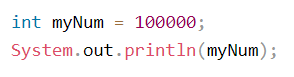 int myNum = 100000;
System.out.println(myNum);